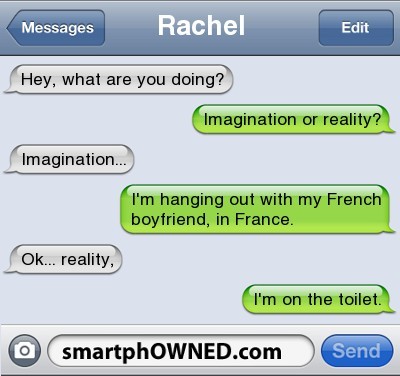 Messages
Rachel
Edit
Hey, what are you doing?
Imagination or reality?
Imagination...
I'm hanging out with my French
boyfriend, in France.
Ok... reality,
I'm on the toilet.
smartphOWNED.com
Send